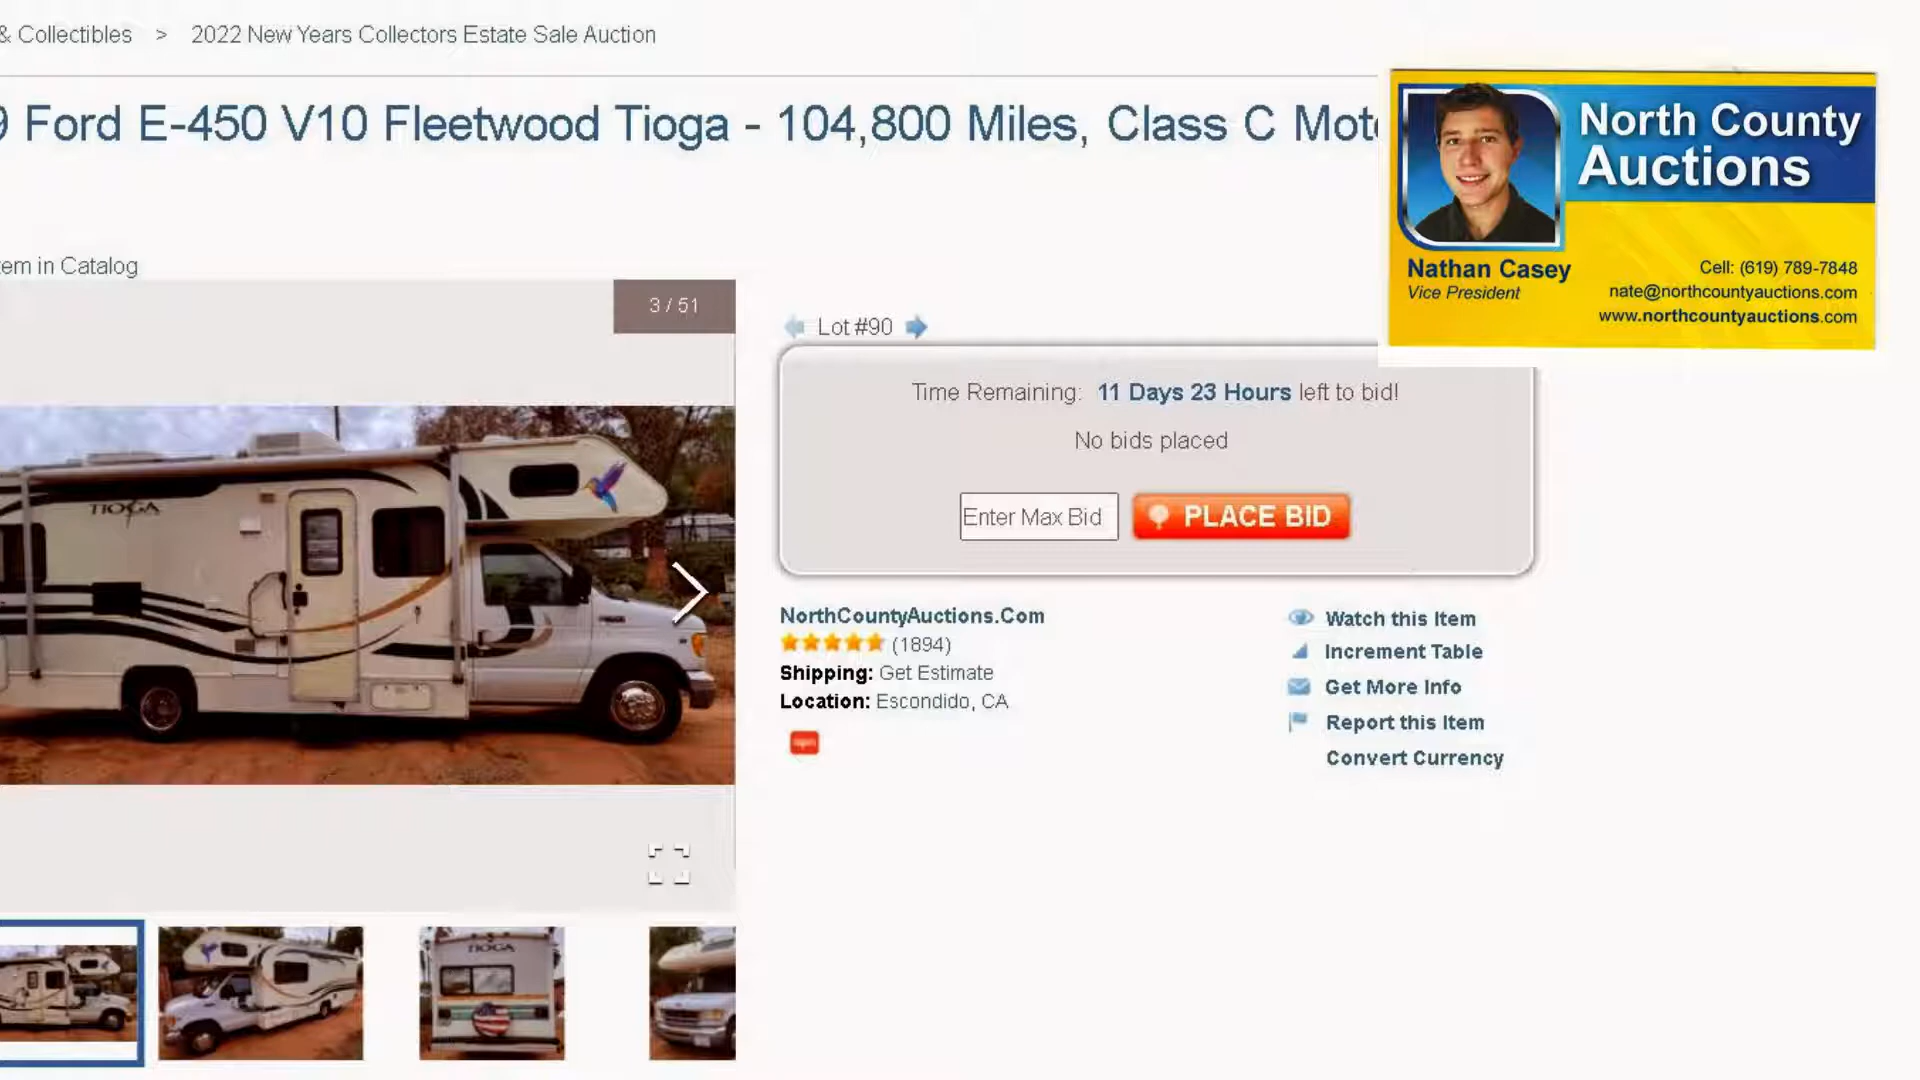 & Collectibles > 2022 New Years Collectors Estate Sale Auction
9 Ford E-450 V10 Fleetwood Tioga - 104,800 Miles, Class C Moto
North County
Auctions
Nathan Casey
Vice President
Cell: (619) 789-7848
nate@northcountyauctions.com
www.northcountyauctions.com
em in Catalog
3 / 51
TIOGA
Lot #90
Time Remaining: 11 Days 23 Hours left to bid!
No bids placed
Enter Max Bid
PLACE BID
NorthCountyAuctions.Com
(1894)
Shipping: Get Estimate
Location: Escondido, CA
Watch this Item
Increment Table
Get More Info
Report this Item
Convert Currency
TIOGA